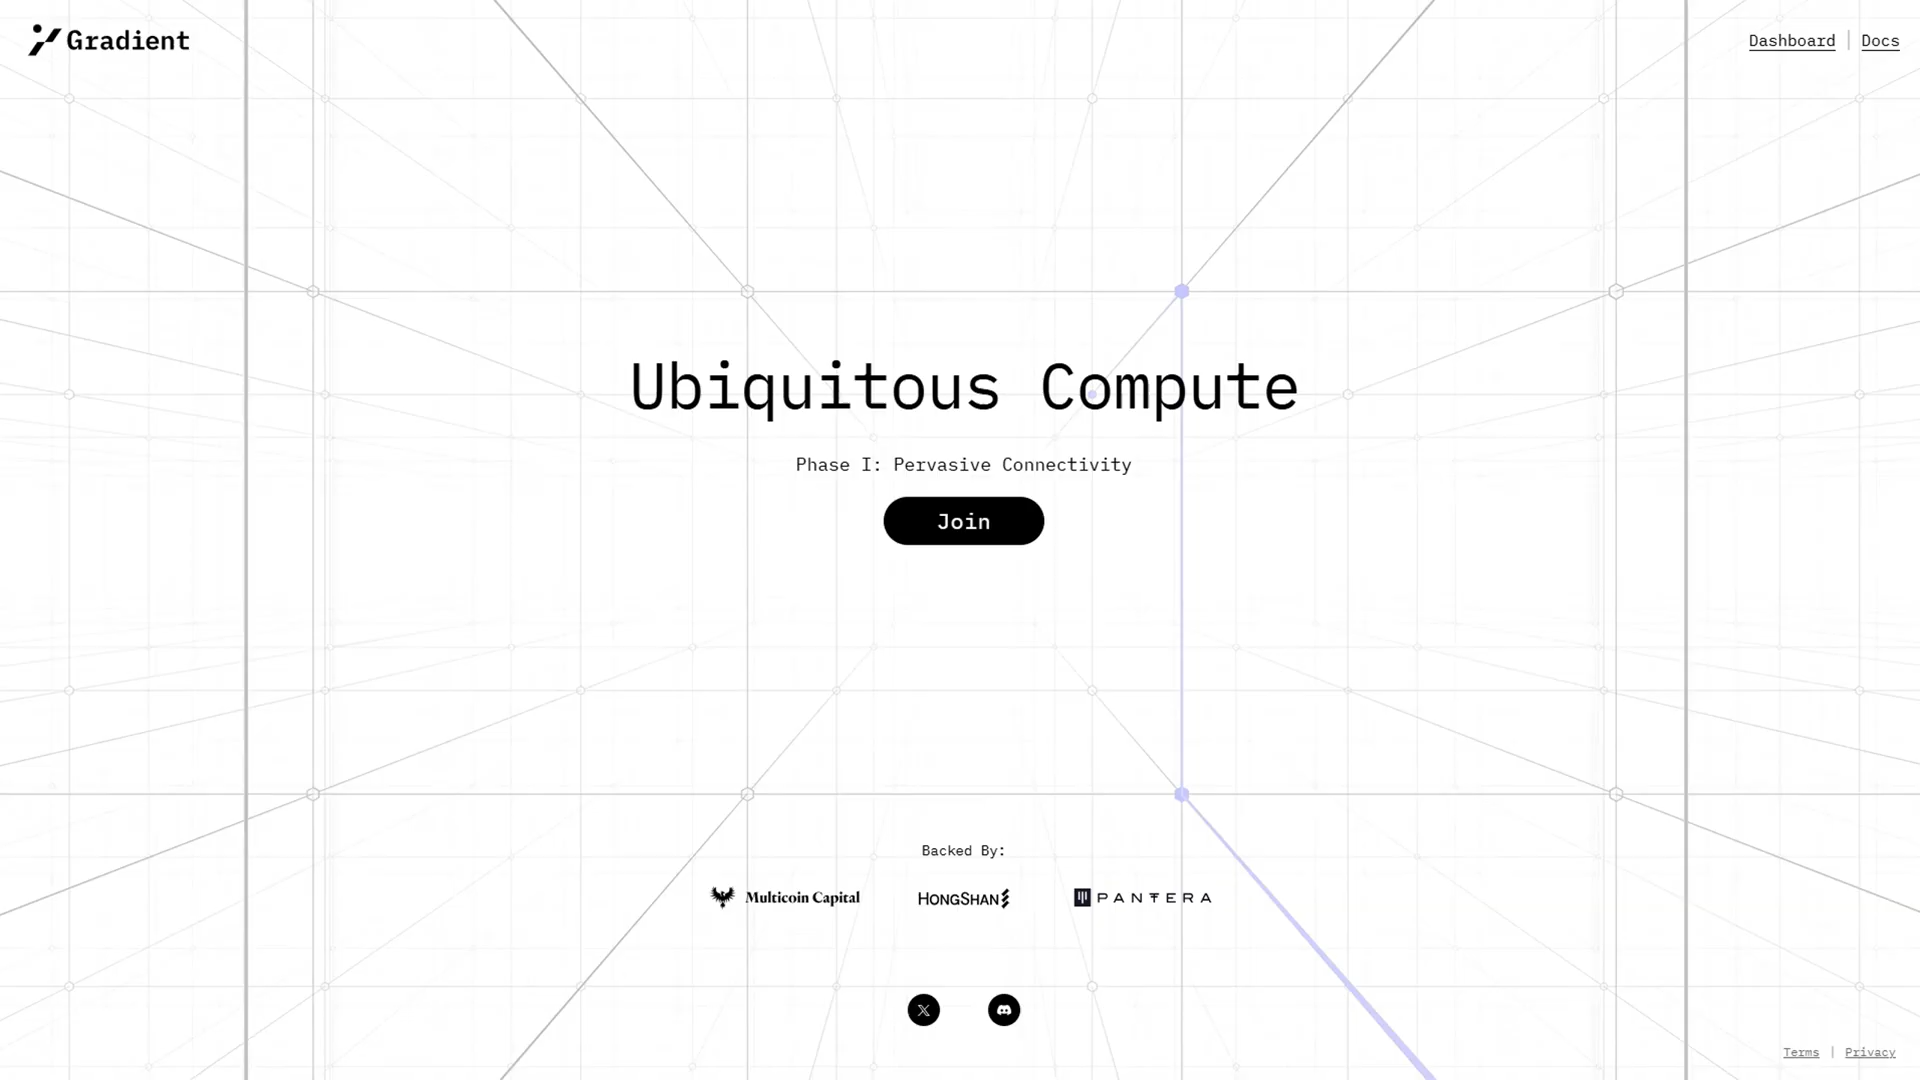 Gradient
Dashboard | Docs
Ubiquitous Compute
Phase I: Pervasive Connectivity
Join
Backed By:
Multicoin Capital
HONGSHAN
PANTERA
Terms | Privacy